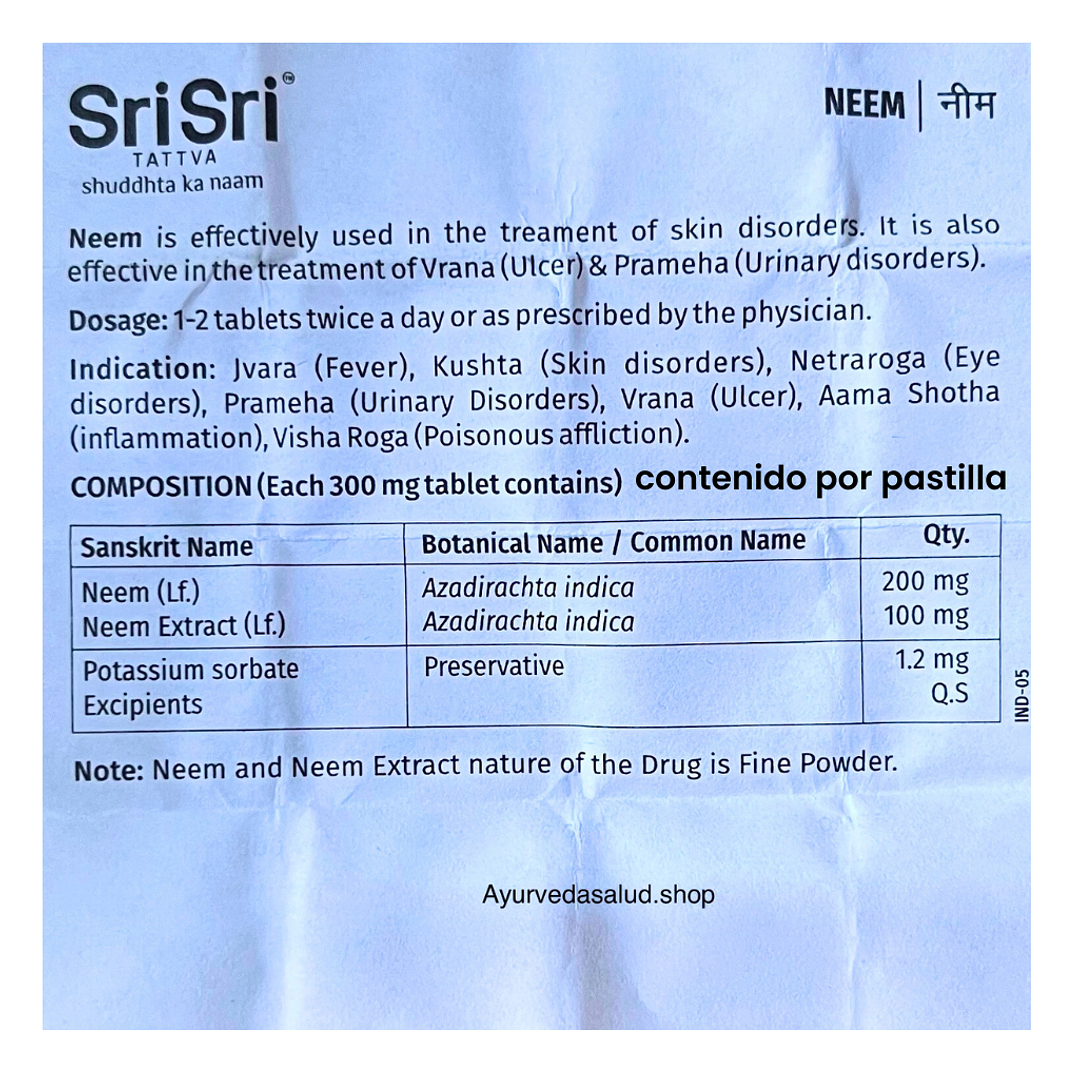 SriSri™
TATTVA
shuddhta ka naam
NEEM | नीम
Neem is effectively used in the treament of skin disorders. It is also
effective in the treatment of Vrana (Ulcer) & Prameha (Urinary disorders).
Dosage: 1-2 tablets twice a day or as prescribed by the physician.
Indication: Jvara (Fever), Kushta (Skin disorders), Netraroga (Eye
disorders), Prameha (Urinary Disorders), Vrana (Ulcer), Aama Shotha
(inflammation), Visha Roga (Poisonous affliction).
COMPOSITION (Each 300 mg tablet contains) contenido por pastilla
Sanskrit Name Botanical Name / Common Name Qty.
Neem (Lf.) Azadirachta indica 200 mg
Neem Extract (Lf.) Azadirachta indica 100 mg
Potassium sorbate Preservative 1.2 mg
Excipients Q.S
IND-05
Note: Neem and Neem Extract nature of the Drug is Fine Powder.
Ayurvedasalud.shop